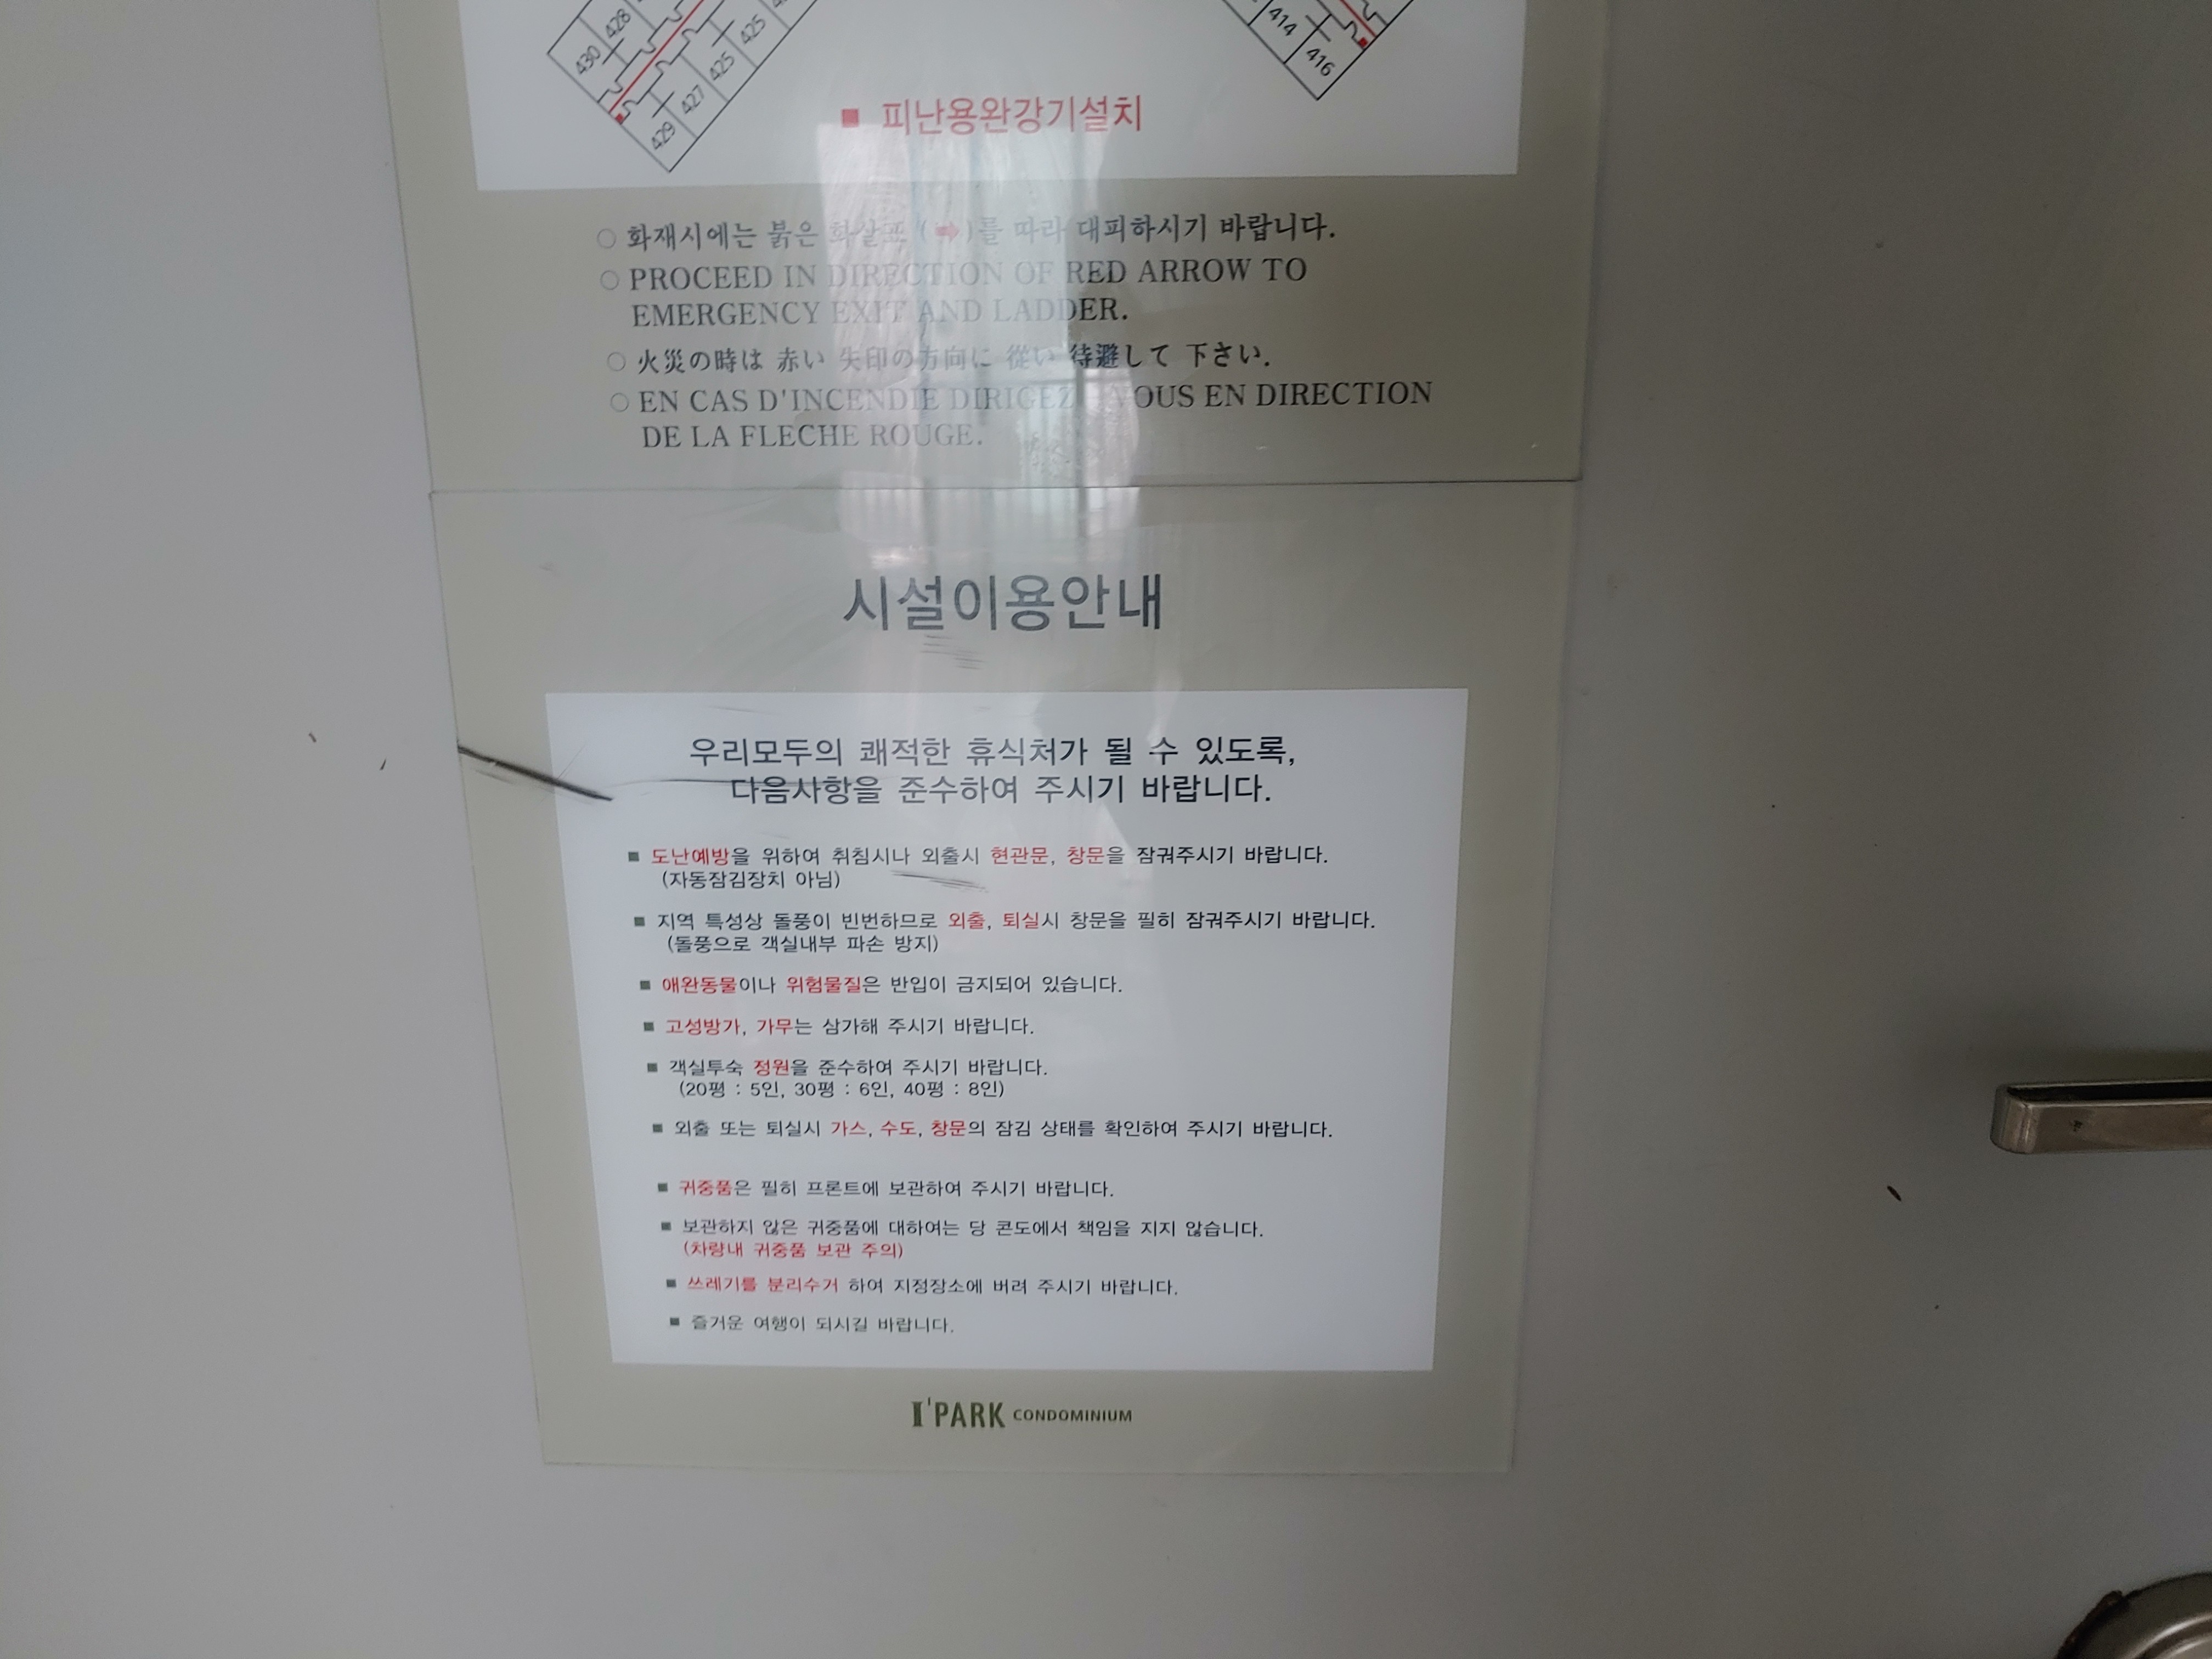 430
428
429
427
425
425
414
416
■ 피난용완강기설치
○ 화재시에는 붉은 화살표 (➡)를 따라 대피하시기 바랍니다.
○ PROCEED IN DIRECTION OF RED ARROW TO
EMERGENCY EXIT AND LADDER.
○ 火災の時は 赤い 矢印の方向に 從い 待避して 下さい.
○ EN CAS D'INCENDIE DIRIGEZ - VOUS EN DIRECTION
DE LA FLECHE ROUGE.
시설이용안내
우리모두의 쾌적한 휴식처가 될 수 있도록,
다음사항을 준수하여 주시기 바랍니다.
■ 도난예방을 위하여 취침시나 외출시 현관문, 창문을 잠궈주시기 바랍니다.
(자동잠김장치 아님)
■ 지역 특성상 돌풍이 빈번하므로 외출, 퇴실시 창문을 필히 잠궈주시기 바랍니다.
(돌풍으로 객실내부 파손 방지)
■ 애완동물이나 위험물질은 반입이 금지되어 있습니다.
■ 고성방가, 가무는 삼가해 주시기 바랍니다.
■ 객실투숙 정원을 준수하여 주시기 바랍니다.
(20평 : 5인, 30평 : 6인, 40평 : 8인)
■ 외출 또는 퇴실시 가스, 수도, 창문의 잠김 상태를 확인하여 주시기 바랍니다.
■ 귀중품은 필히 프론트에 보관하여 주시기 바랍니다.
■ 보관하지 않은 귀중품에 대하여는 당 콘도에서 책임을 지지 않습니다.
(차량내 귀중품 보관 주의)
■ 쓰레기를 분리수거 하여 지정장소에 버려 주시기 바랍니다.
■ 즐거운 여행이 되시길 바랍니다.
I'PARK CONDOMINIUM